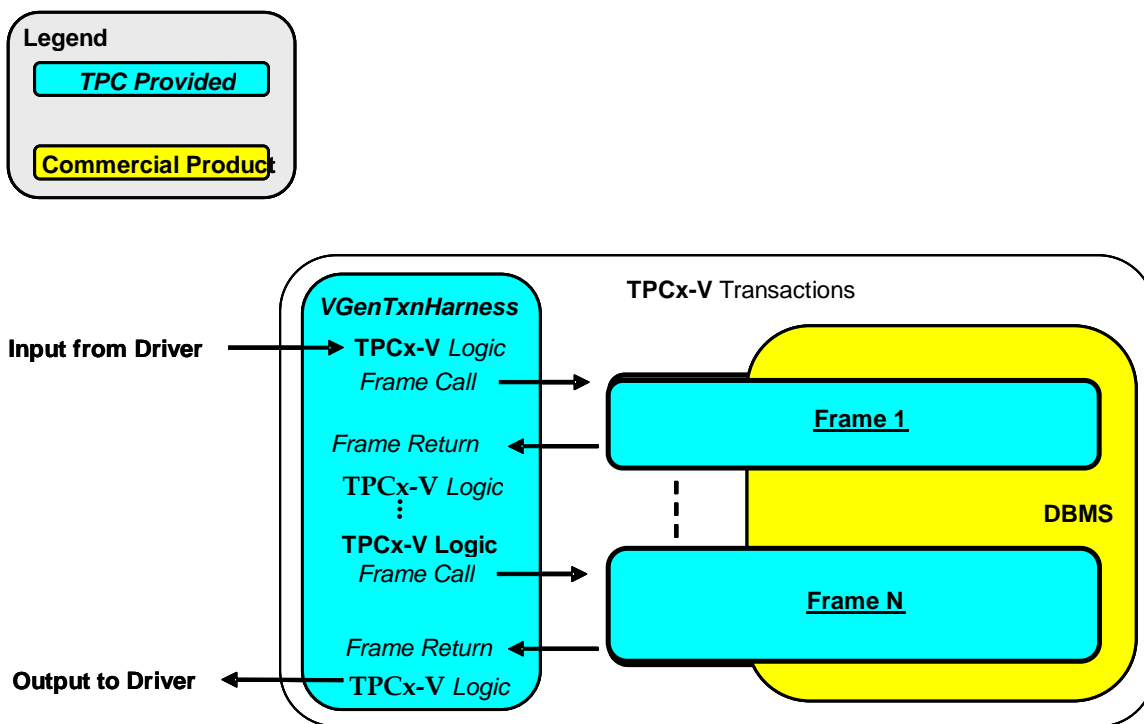 Legend
TPC Provided
Commercial Product
TPCx-V Transactions
VGenTxnHarness
Input from Driver
TPCx-V Logic
Frame Call
Frame 1
Frame Return
TPCx-V Logic
DBMS
TPCx-V Logic
Frame Call
Frame N
Frame Return
Output to Driver
TPCx-V Logic